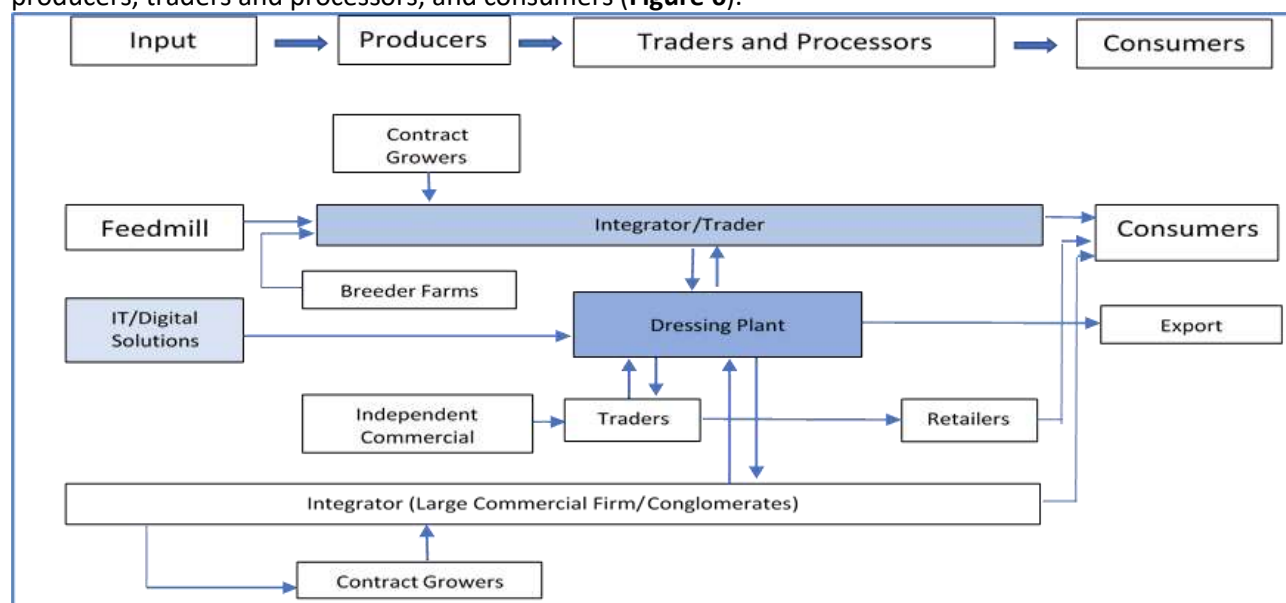 producers, traders and processors, and consumers (Figure 6).
Input
Producers
Traders and Processors
Consumers
Contract
Growers
Feedmill
Integrator/Trader
Consumers
Breeder Farms
IT/Digital
Solutions
Dressing Plant
Export
Independent
Commercial
Traders
Retailers
Integrator (Large Commercial Firm/Conglomerates)
Contract Growers